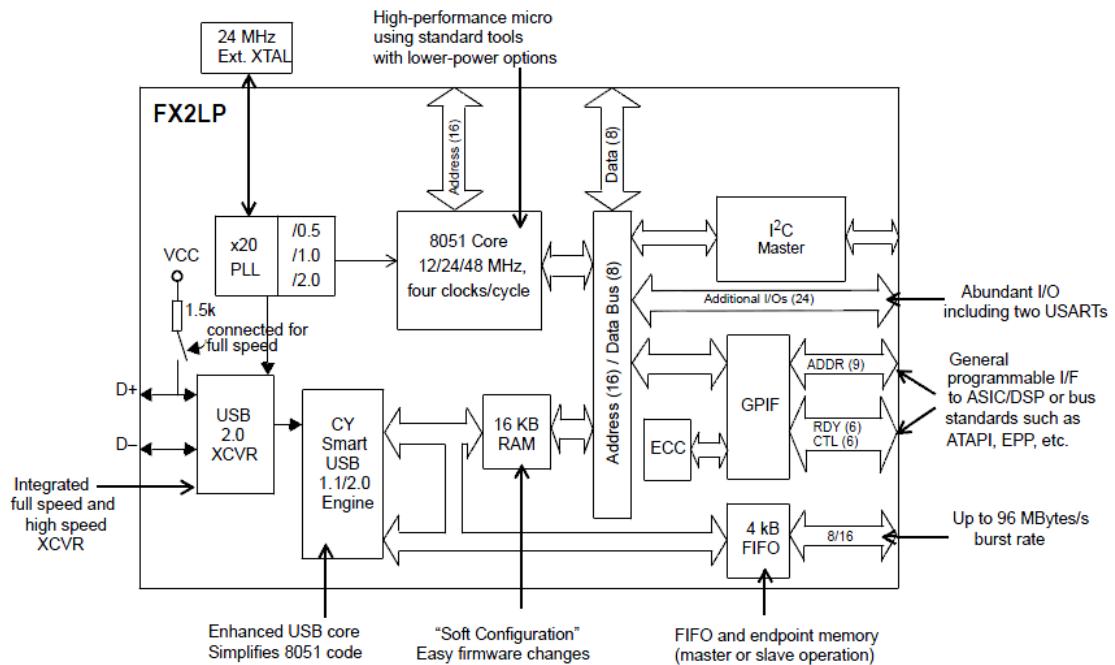 24 MHz
Ext. XTAL
High-performance micro
using standard tools
with lower-power options
FX2LP
Address (16)
Data (8)
x20
PLL
/0.5
/1.0
/2.0
8051 Core
12/24/48 MHz,
four clocks/cycle
I²C
Master
VCC
1.5k
connected for
full speed
Additional I/Os (24)
Abundant I/O
including two USARTs
Address (16) / Data Bus (8)
D+
D–
USB
2.0
XCVR
CY
Smart
USB
1.1/2.0
Engine
16 KB
RAM
ECC
GPIF
ADDR (9)
RDY (6)
CTL (6)
General
programmable I/F
to ASIC/DSP or bus
standards such as
ATAPI, EPP, etc.
Integrated
full speed and
high speed
XCVR
4 kB
FIFO
8/16
Up to 96 MBytes/s
burst rate
Enhanced USB core
Simplifies 8051 code
“Soft Configuration”
Easy firmware changes
FIFO and endpoint memory
(master or slave operation)